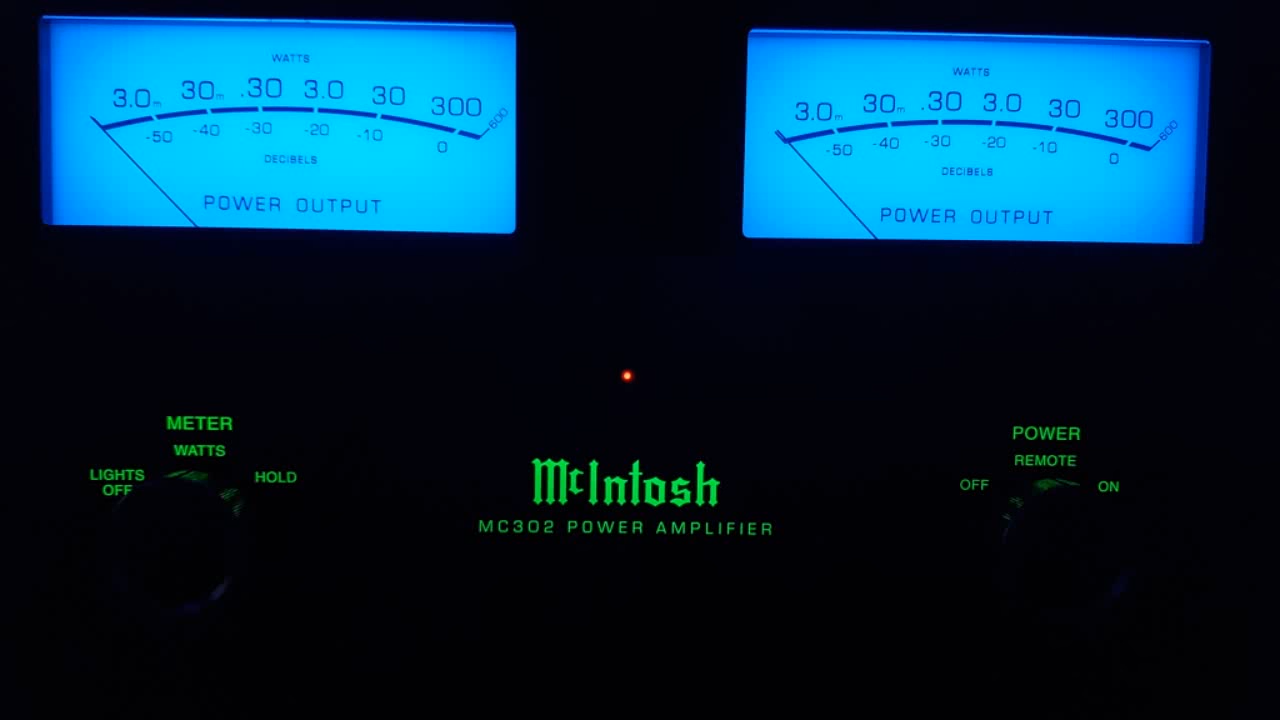 WATTS
3.0m 30m .30 3.0 30 300 600
-50 -40 -30 -20 -10 0
DECIBELS
POWER OUTPUT
WATTS
3.0m 30m .30 3.0 30 300 600
-50 -40 -30 -20 -10 0
DECIBELS
POWER OUTPUT
METER
WATTS
LIGHTS
OFF
HOLD
McIntosh
MC302 POWER AMPLIFIER
POWER
REMOTE
OFF
ON